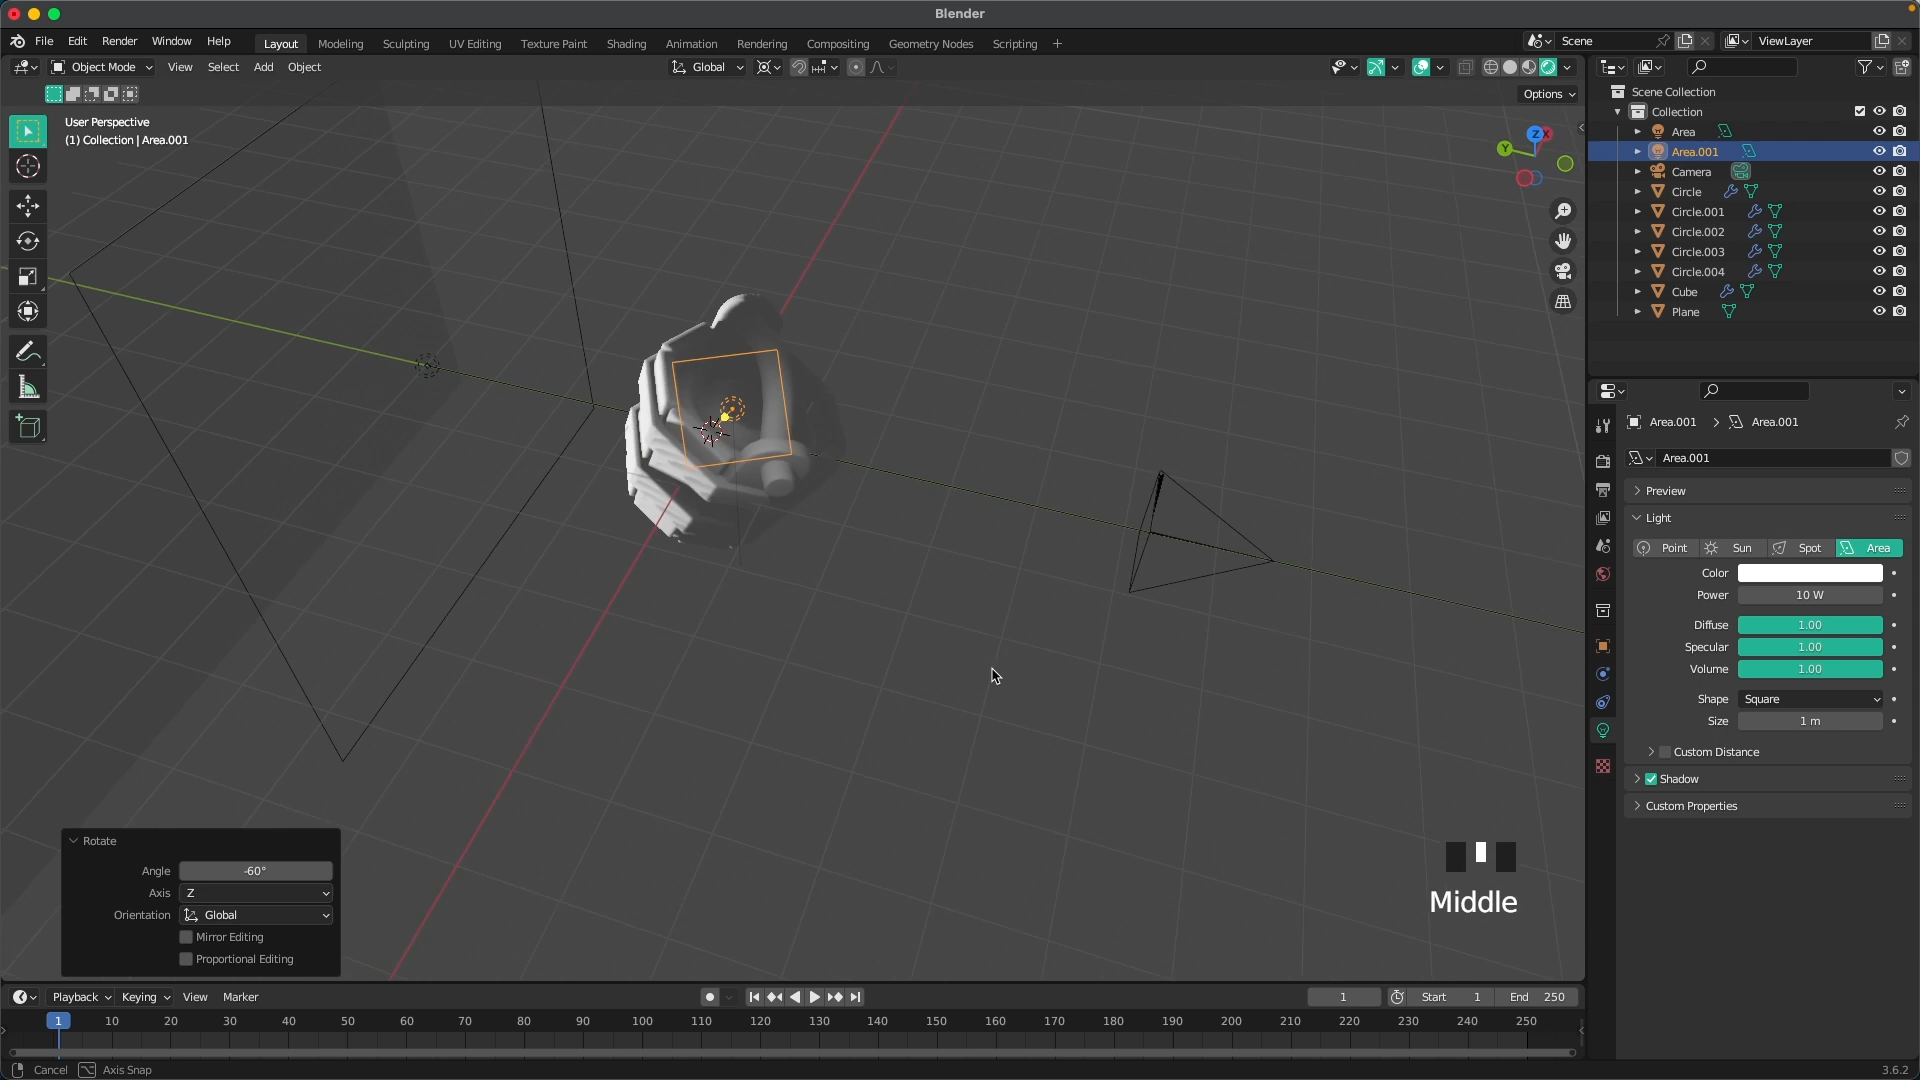 Blender
File Edit Render Window Help Layout Modeling Sculpting UV Editing Texture Paint Shading Animation Rendering Compositing Geometry Nodes Scripting + Scene ViewLayer
Object Mode View Select Add Object Global
Options
User Perspective
(1) Collection | Area.001
Z
X
Y
Scene Collection
Collection
Area
Area.001
Camera
Circle
Circle.001
Circle.002
Circle.003
Circle.004
Cube
Plane
Area.001 > Area.001
Area.001
Preview
Light
Point Sun Spot Area
Color
Power 10 W
Diffuse 1.00
Specular 1.00
Volume 1.00
Shape Square
Size 1 m
Custom Distance
Shadow
Custom Properties
Rotate
Angle -60°
Axis Z
Orientation Global
Mirror Editing
Proportional Editing
Middle
Playback Keying View Marker 1 Start 1 End 250
1 10 20 30 40 50 60 70 80 90 100 110 120 130 140 150 160 170 180 190 200 210 220 230 240 250
Cancel Axis Snap 3.6.2